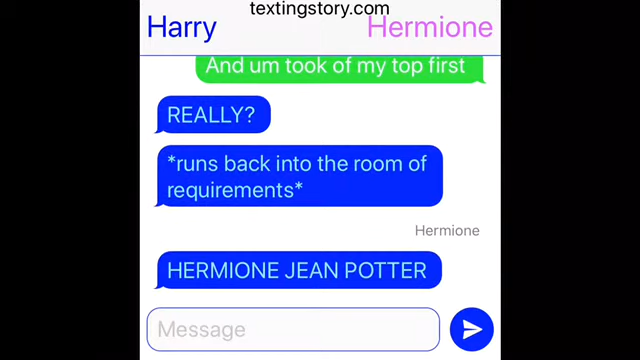 textingstory.com
Harry
Hermione
And um took of my top first
REALLY?
*runs back into the room of
requirements*
Hermione
HERMIONE JEAN POTTER
Message